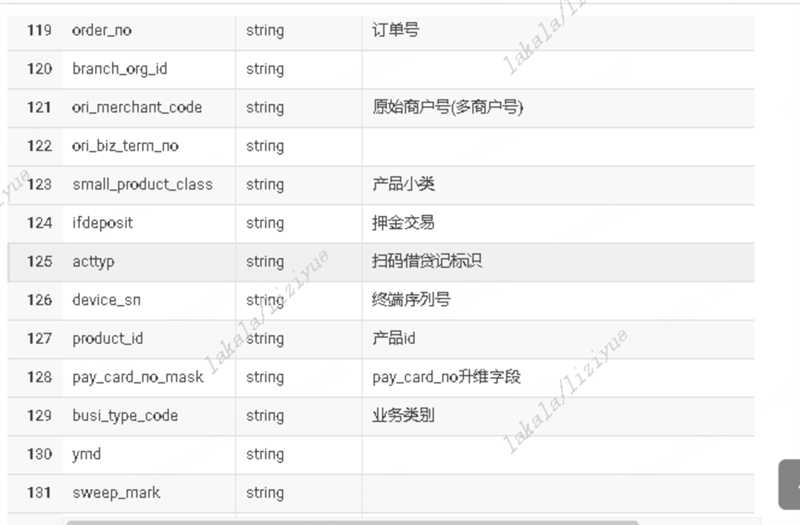 119 order_no string 订单号
120 branch_org_id string
121 ori_merchant_code string 原始商户号(多商户号)
122 ori_biz_term_no string
123 small_product_class string 产品小类
124 ifdeposit string 押金交易
125 acttyp string 扫码借贷记标识
126 device_sn string 终端序列号
127 product_id string 产品id
128 pay_card_no_mask string pay_card_no升维字段
129 busi_type_code string 业务类别
130 ymd string
131 sweep_mark string
lakala/liziyue
lakala/liziyue